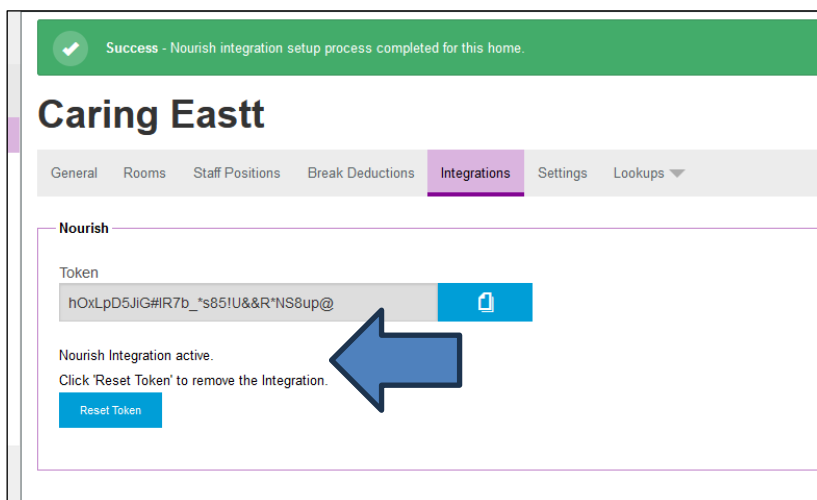 Success - Nourish integration setup process completed for this home.
Caring Eastt
General Rooms Staff Positions Break Deductions Integrations Settings Lookups
Nourish
Token
hOxLpD5JiG#IR7b_*s85!U&&R*NS8up@
Nourish Integration active.
Click 'Reset Token' to remove the Integration.
Reset Token